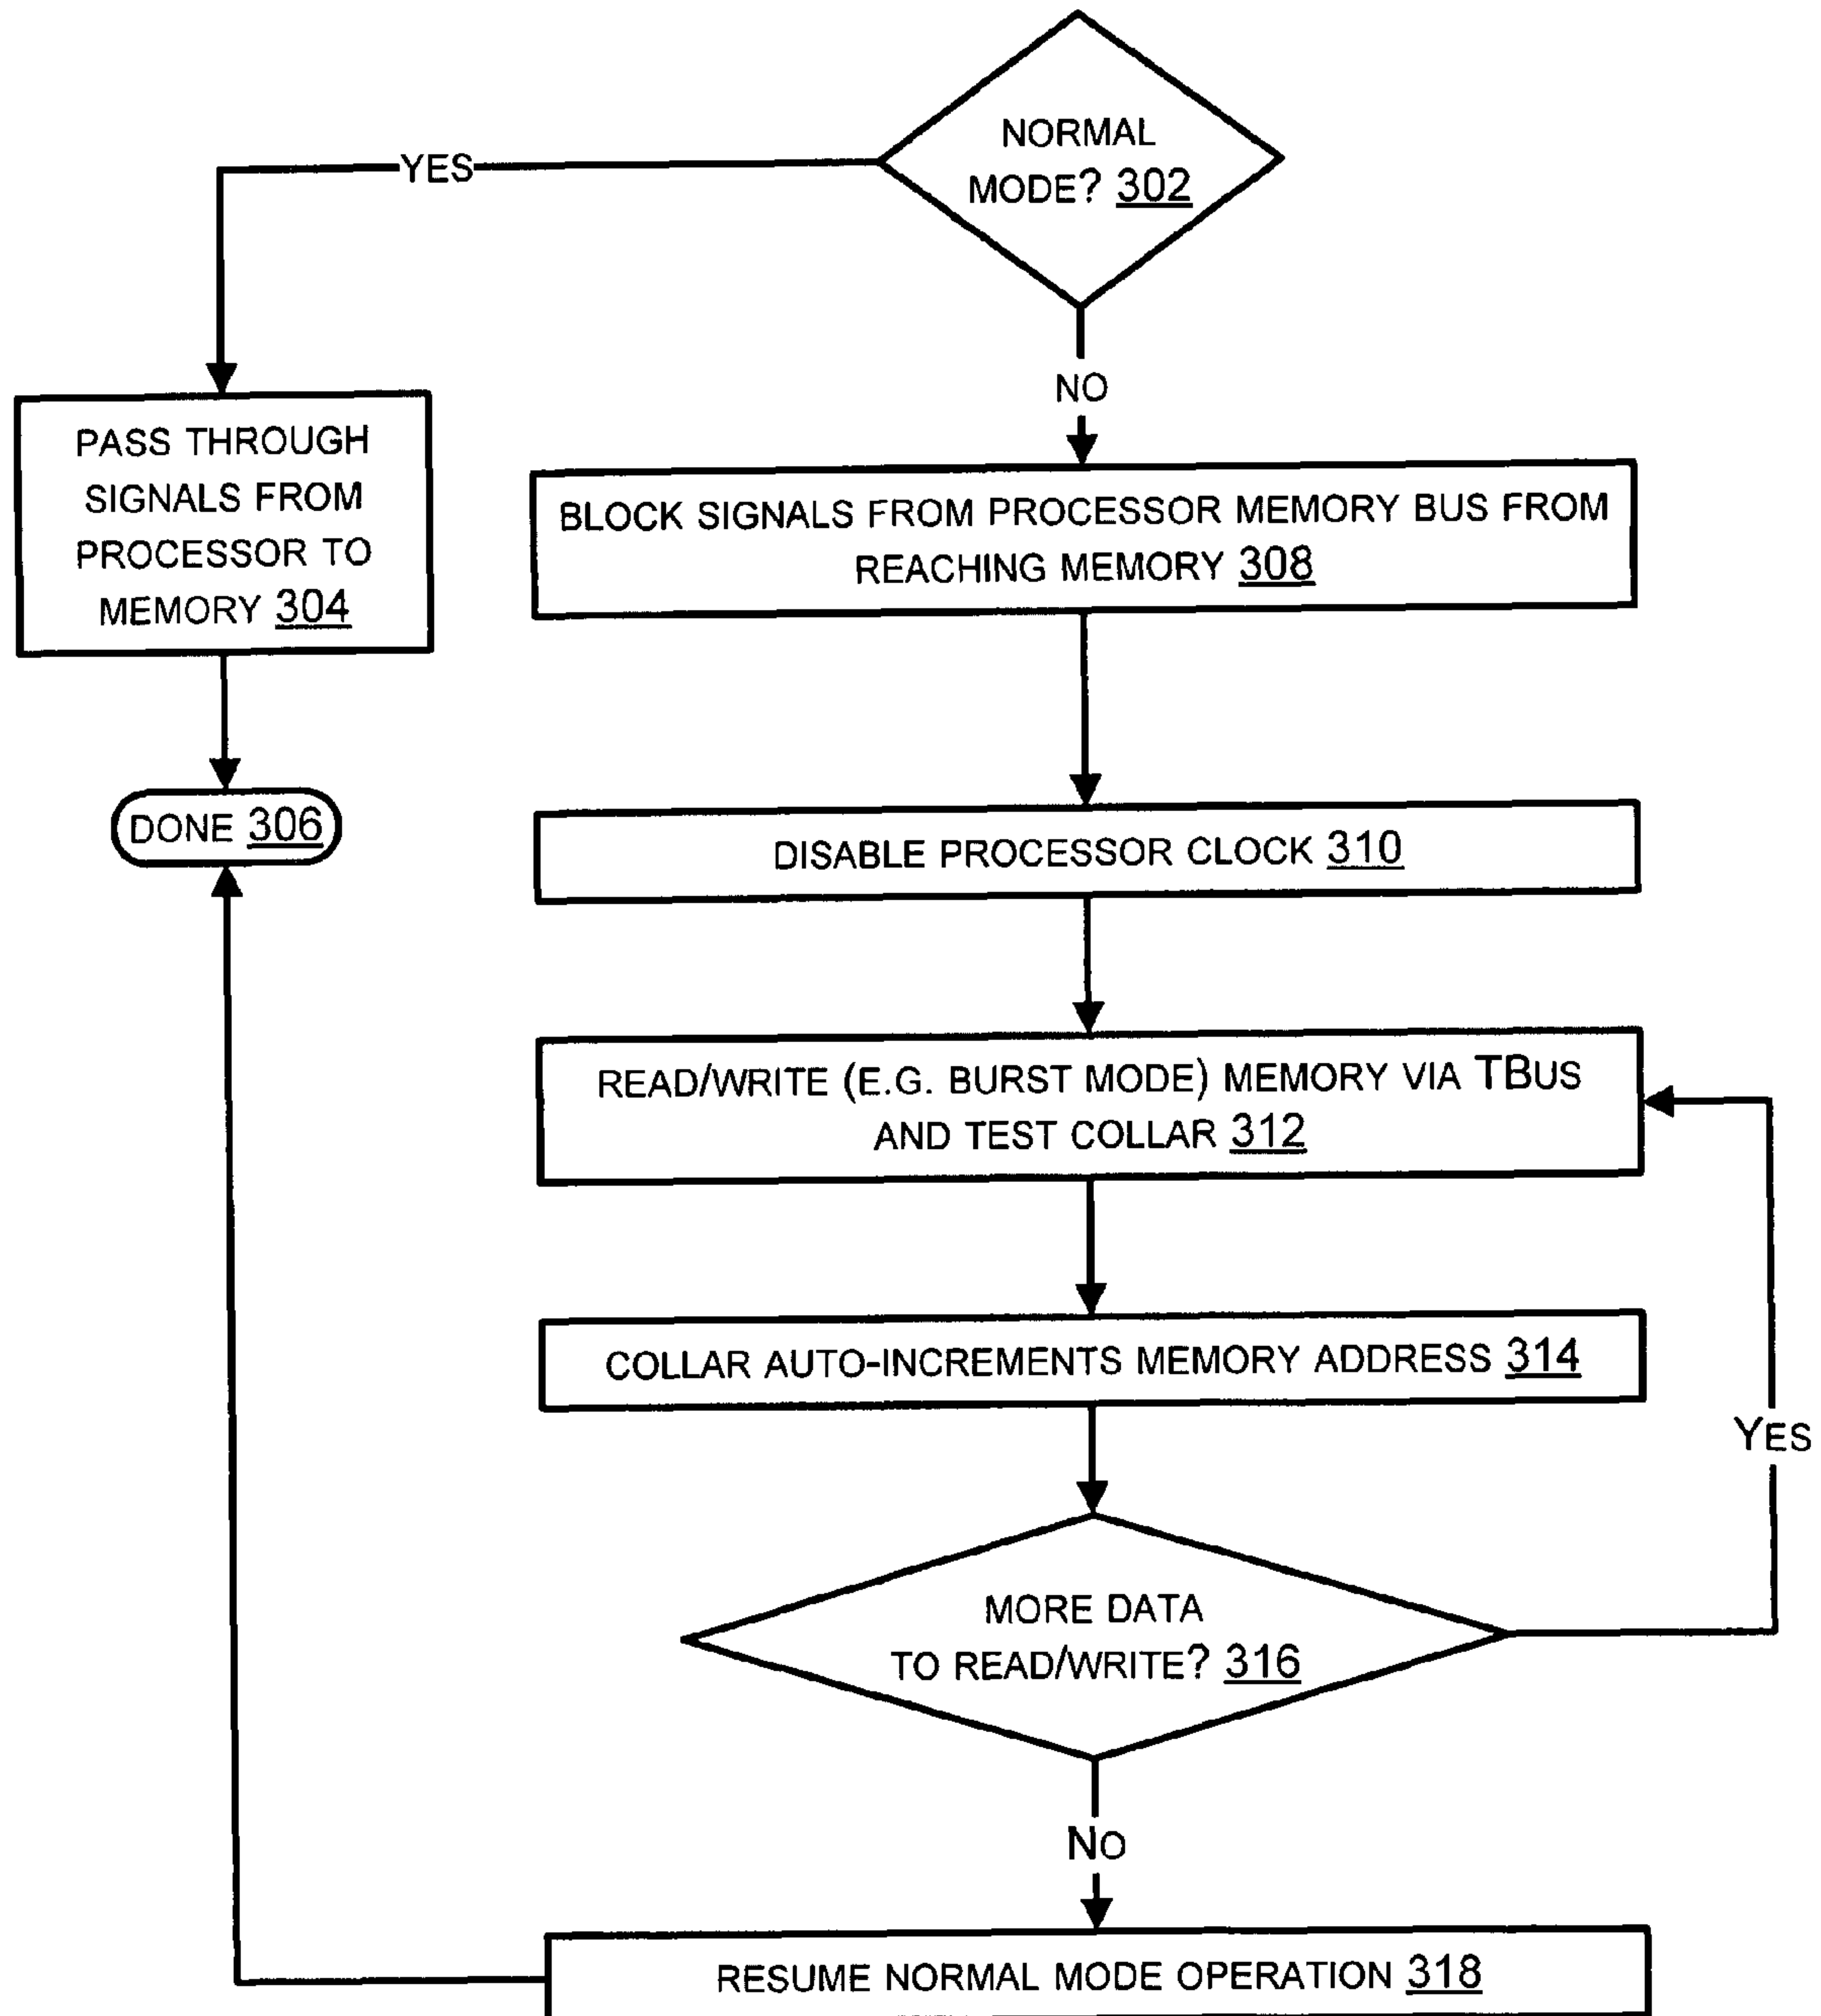 NORMAL
MODE? 302
YES
NO
PASS THROUGH
SIGNALS FROM
PROCESSOR TO
MEMORY 304
BLOCK SIGNALS FROM PROCESSOR MEMORY BUS FROM
REACHING MEMORY 308
DONE 306
DISABLE PROCESSOR CLOCK 310
READ/WRITE (E.G. BURST MODE) MEMORY VIA TBUS
AND TEST COLLAR 312
COLLAR AUTO-INCREMENTS MEMORY ADDRESS 314
YES
MORE DATA
TO READ/WRITE? 316
NO
RESUME NORMAL MODE OPERATION 318